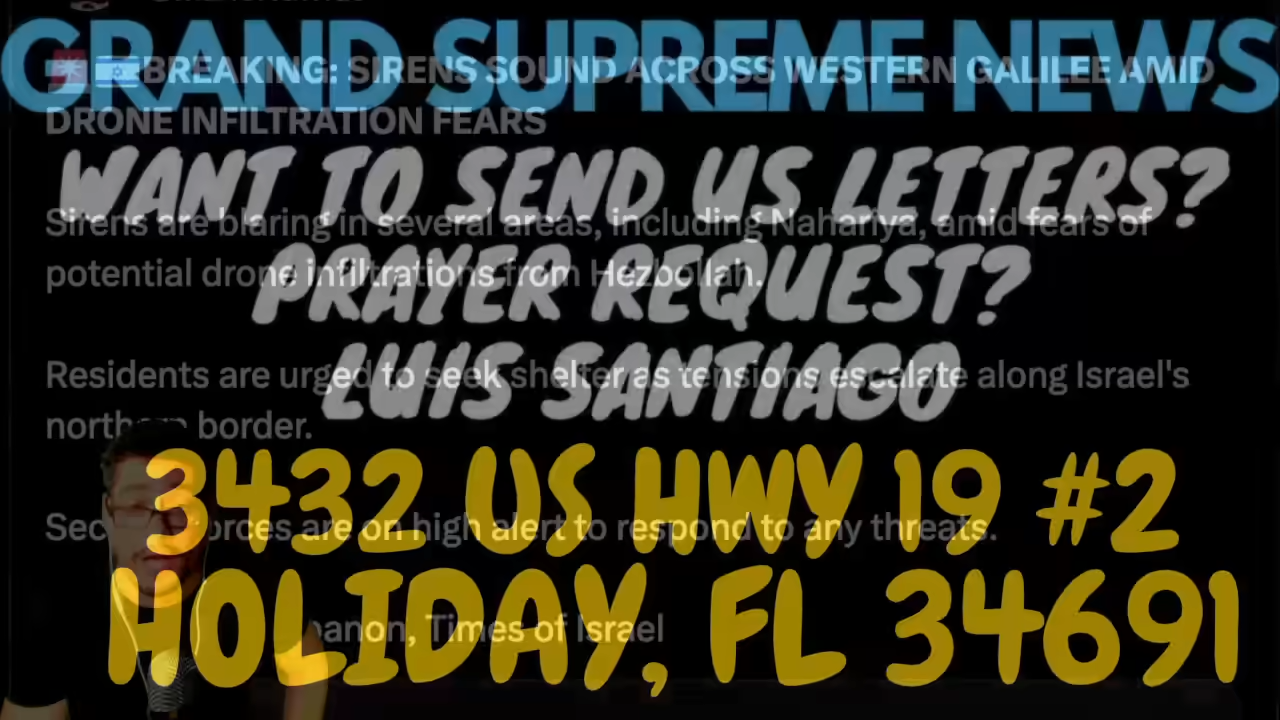 GRAND SUPREME NEWS
BREAKING: SIRENS SOUND ACROSS WESTERN GALILEE AMID
DRONE INFILTRATION FEARS
WANT TO SEND US LETTERS?
Sirens are blaring in several areas, including Nahariya, amid fears of
PRAYER REQUEST?
potential drone infiltrations from Hezbollah.
LUIS SANTIAGO
Residents are urged to seek shelter as tensions escalate along Israel's
northern border.
3432 US HWY 19 #2
forces are on high alert to respond to any threats.
HOLIDAY, FL 34691
Times of Israel